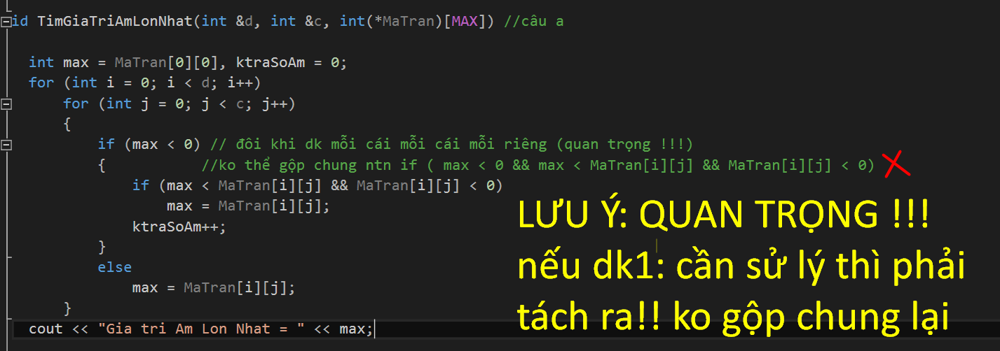 id TimGiaTriAmLonNhat(int &d, int &c, int(*MaTran)[MAX]) //câu a
int max = MaTran[0][0], ktraSoAm = 0;
for (int i = 0; i < d; i++)
for (int j = 0; j < c; j++)
{
if (max < 0) // đôi khi dk mỗi cái mỗi cái mỗi riêng (quan trọng !!!)
{ //ko thể gộp chung ntn if ( max < 0 && max < MaTran[i][j] && MaTran[i][j] < 0)
if (max < MaTran[i][j] && MaTran[i][j] < 0)
max = MaTran[i][j];
ktraSoAm++;
}
else
max = MaTran[i][j];
}
cout << "Gia tri Am Lon Nhat = " << max;
LƯU Ý: QUAN TRỌNG !!!
nếu dk1: cần sử lý thì phải
tách ra!! ko gộp chung lại